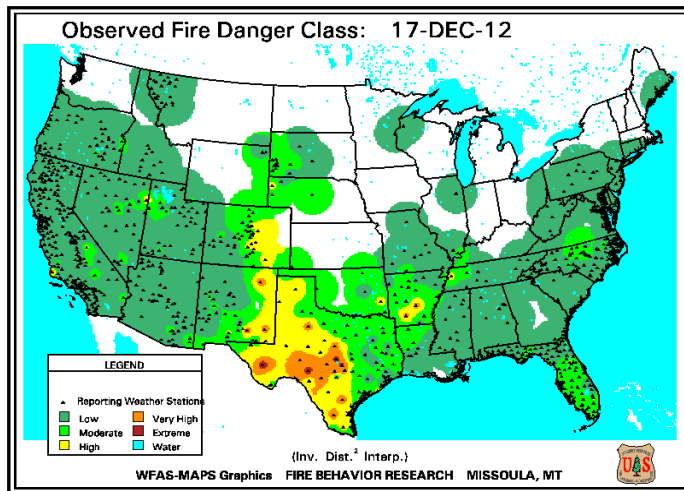 Observed Fire Danger Class: 17-DEC-12
LEGEND
Reporting Weather Stations
Low
Very High
Moderate
Extreme
High
Water
(Inv. Dist.² Interp.)
WFAS-MAPS Graphics FIRE BEHAVIOR RESEARCH MISSOULA, MT
U S